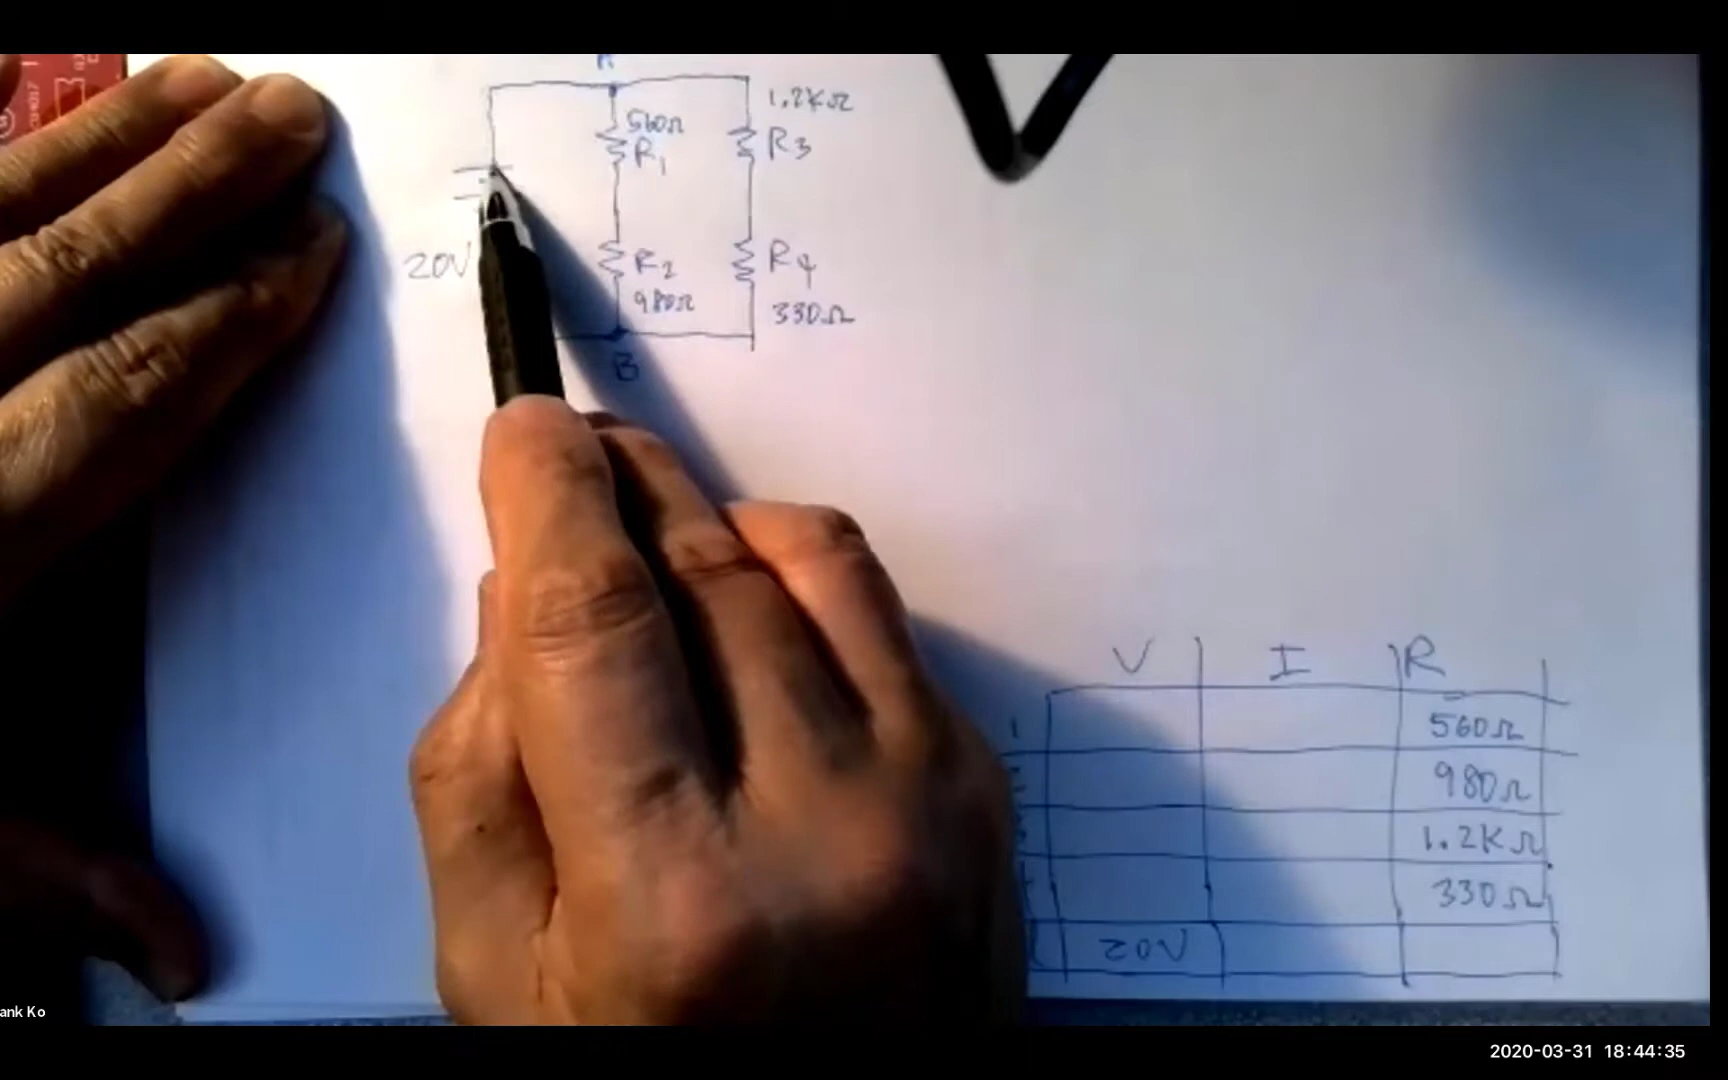 A
1.2KΩ
560Ω
R1
R3
20V
R2
R4
980Ω
330Ω
B
V I R
1 560Ω
980Ω
1.2KΩ
330Ω
20V
ank Ko
2020-03-31 18:44:35